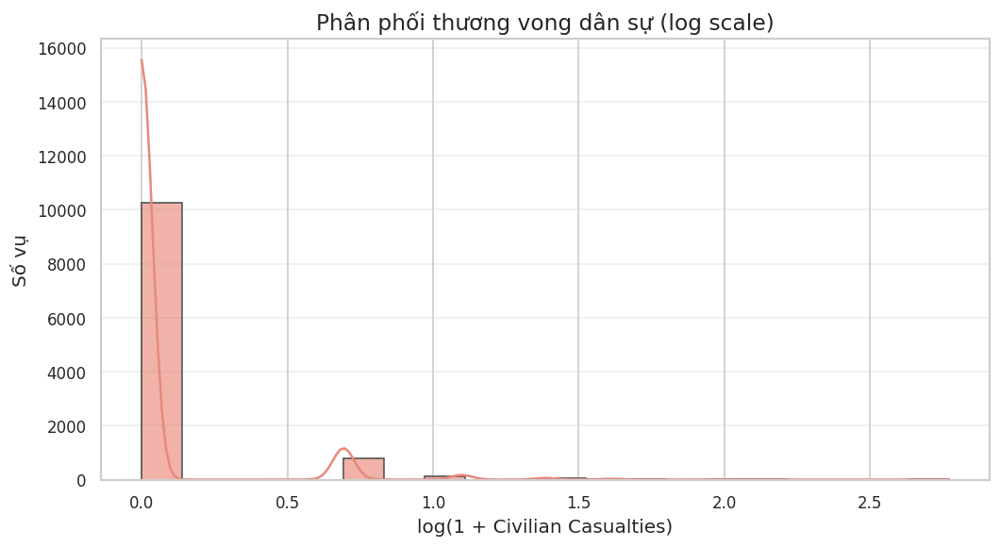 Phân phối thương vong dân sự (log scale)
16000
14000
12000
10000
8000
6000
4000
2000
0
Số vụ
0.0 0.5 1.0 1.5 2.0 2.5
log(1 + Civilian Casualties)